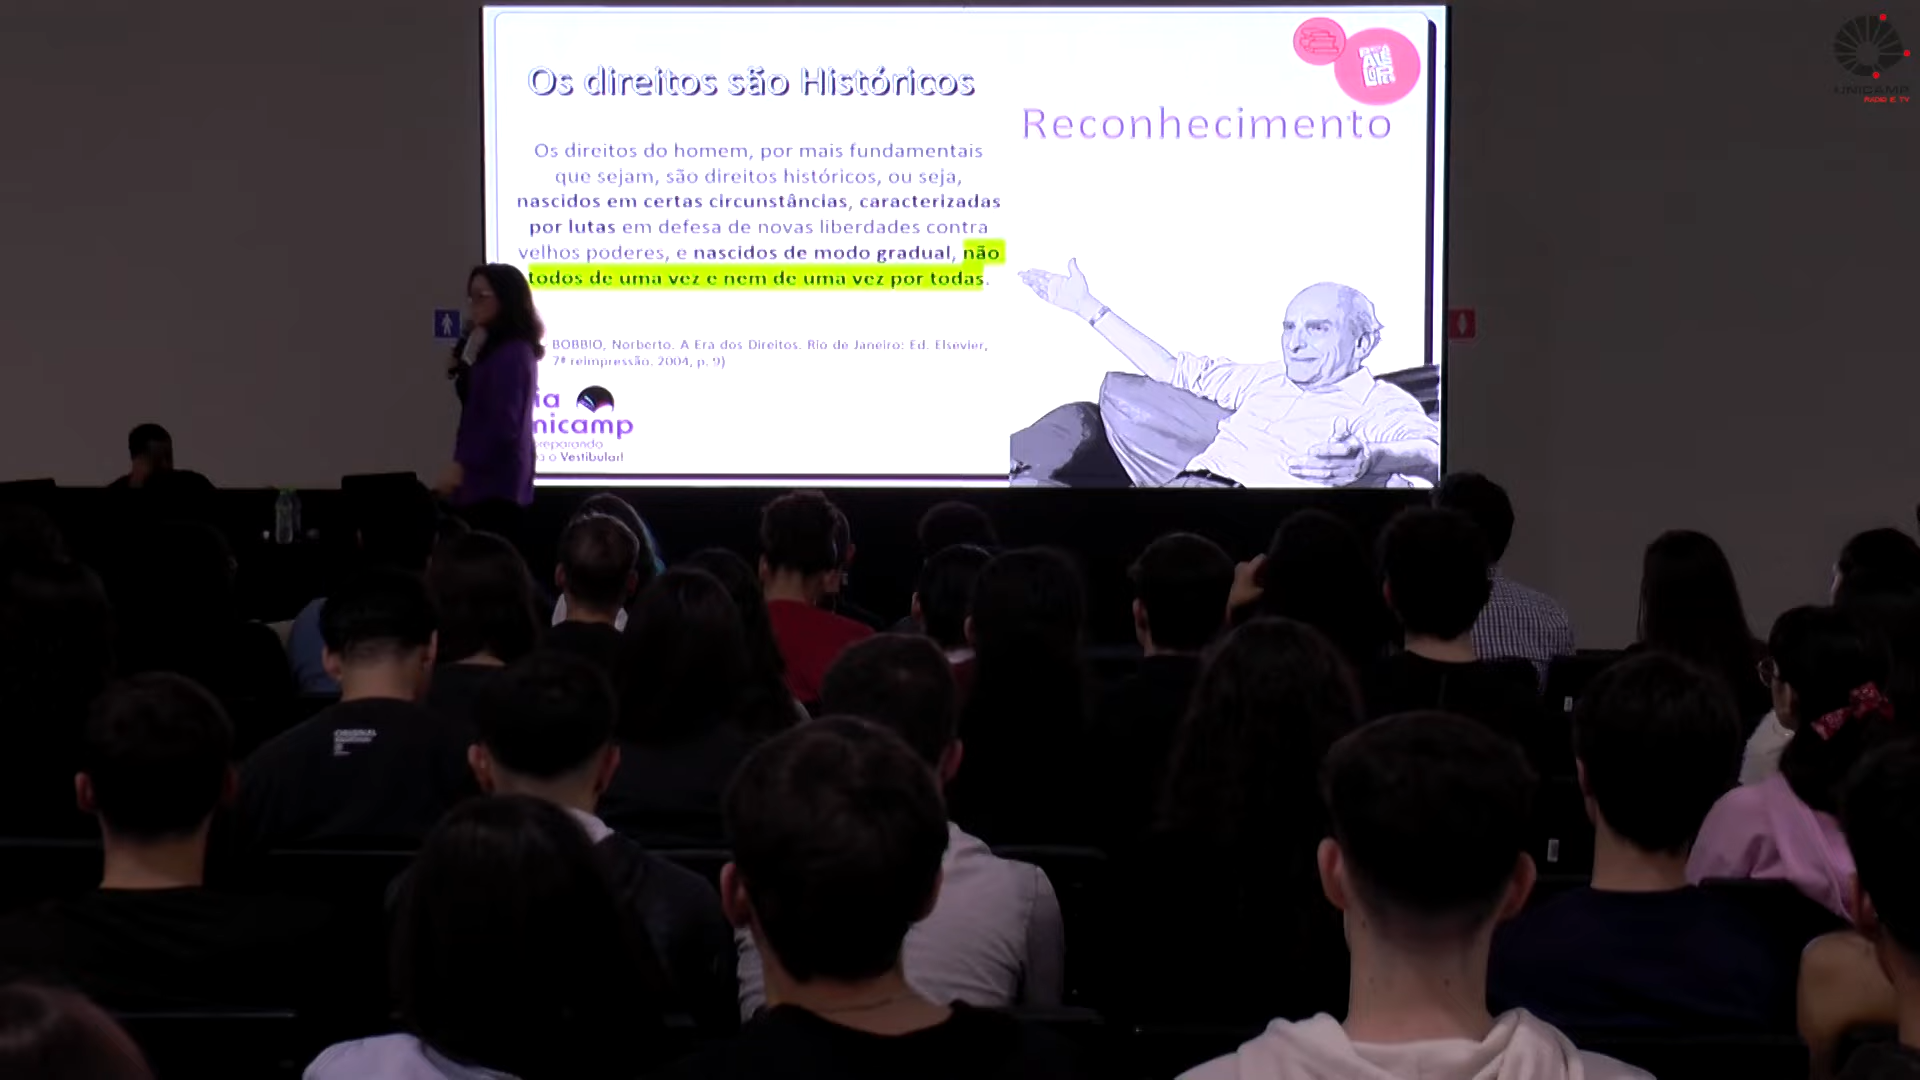 Os direitos são Históricos
Os direitos do homem, por mais fundamentais
que sejam, são direitos históricos, ou seja,
nascidos em certas circunstâncias, caracterizadas
por lutas em defesa de novas liberdades contra
velhos poderes, e nascidos de modo gradual, não
todos de uma vez e nem de uma vez por todas.
BOBBIO, Norberto. A Era dos Direitos. Rio de Janeiro: Ed. Elsevier,
7ª reimpressão. 2004, p. 9)
nicamp
o Vestibular!
Reconhecimento
UNICAMP
RADIO E TV
ORIGINAL